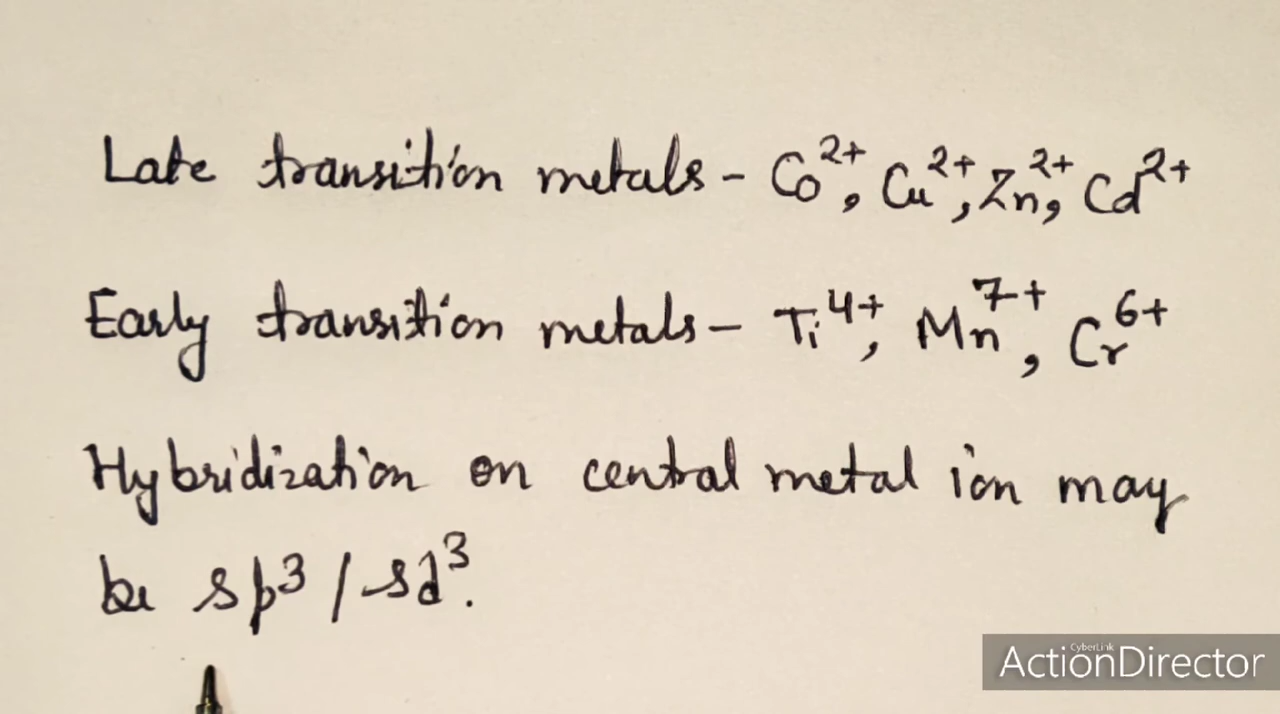 Late transition metals - Co²⁺, Cu²⁺, Zn²⁺, Cd²⁺
Early transition metals - Ti⁴⁺, Mn⁷⁺, Cr⁶⁺
Hybridization on central metal ion may
be sp³ / sd³.
CyberLink
ActionDirector